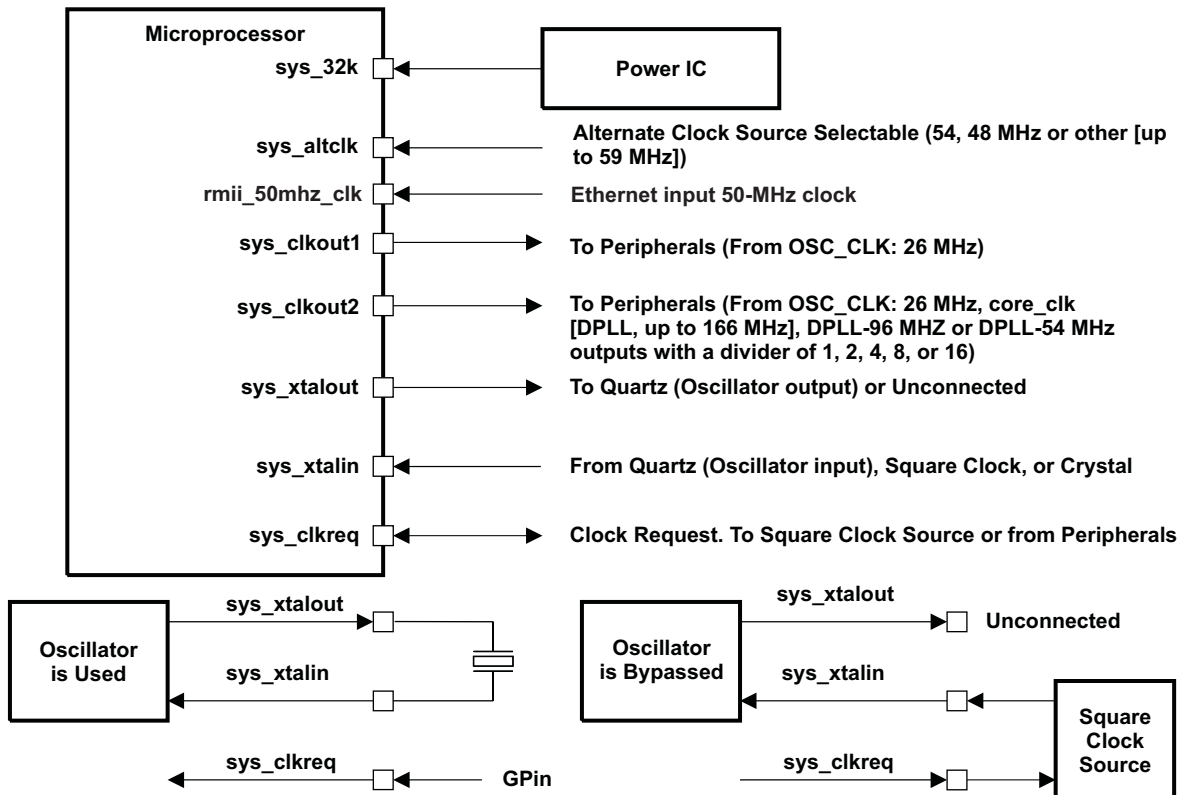 Microprocessor
sys_32k
Power IC
sys_altclk
Alternate Clock Source Selectable (54, 48 MHz or other [up
to 59 MHz])
rmii_50mhz_clk
Ethernet input 50-MHz clock
sys_clkout1
To Peripherals (From OSC_CLK: 26 MHz)
sys_clkout2
To Peripherals (From OSC_CLK: 26 MHz, core_clk
[DPLL, up to 166 MHz], DPLL-96 MHZ or DPLL-54 MHz
outputs with a divider of 1, 2, 4, 8, or 16)
sys_xtalout
To Quartz (Oscillator output) or Unconnected
sys_xtalin
From Quartz (Oscillator input), Square Clock, or Crystal
sys_clkreq
Clock Request. To Square Clock Source or from Peripherals
Oscillator
is Used
sys_xtalout
sys_xtalin
sys_clkreq
GPin
Oscillator
is Bypassed
sys_xtalout
Unconnected
sys_xtalin
sys_clkreq
Square
Clock
Source